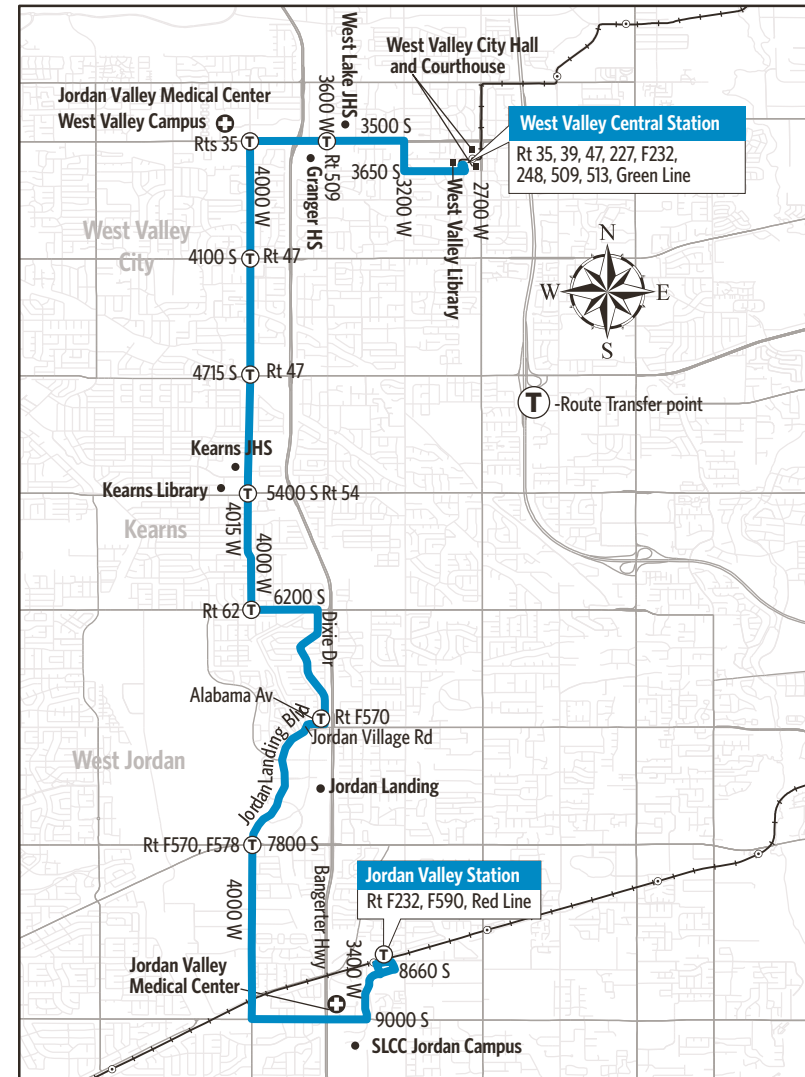 West Lake JHS
3600 W
West Valley City Hall
and Courthouse
Jordan Valley Medical Center
West Valley Campus
West Valley Central Station
Rt 35, 39, 47, 227, F232,
248, 509, 513, Green Line
Rts 35
T
T
3500 S
Rt 509
Granger HS
3650 S
3200 W
West Valley Library
2700 W
4000 W
West Valley
City
4100 S
T
Rt 47
N
W
E
S
4715 S
T
Rt 47
T
-Route Transfer point
Kearns JHS
Kearns Library
T
5400 S Rt 54
4015 W
Kearns
4000 W
6200 S
Rt 62
T
Dixie Dr
Alabama Av
T
Rt F570
Jordan Village Rd
Jordan Landing Blvd
West Jordan
Jordan Landing
Rt F570, F578
T
7800 S
Bangerter Hwy
4000 W
Jordan Valley Station
Rt F232, F590, Red Line
T
3400 W
8660 S
Jordan Valley
Medical Center
9000 S
SLCC Jordan Campus